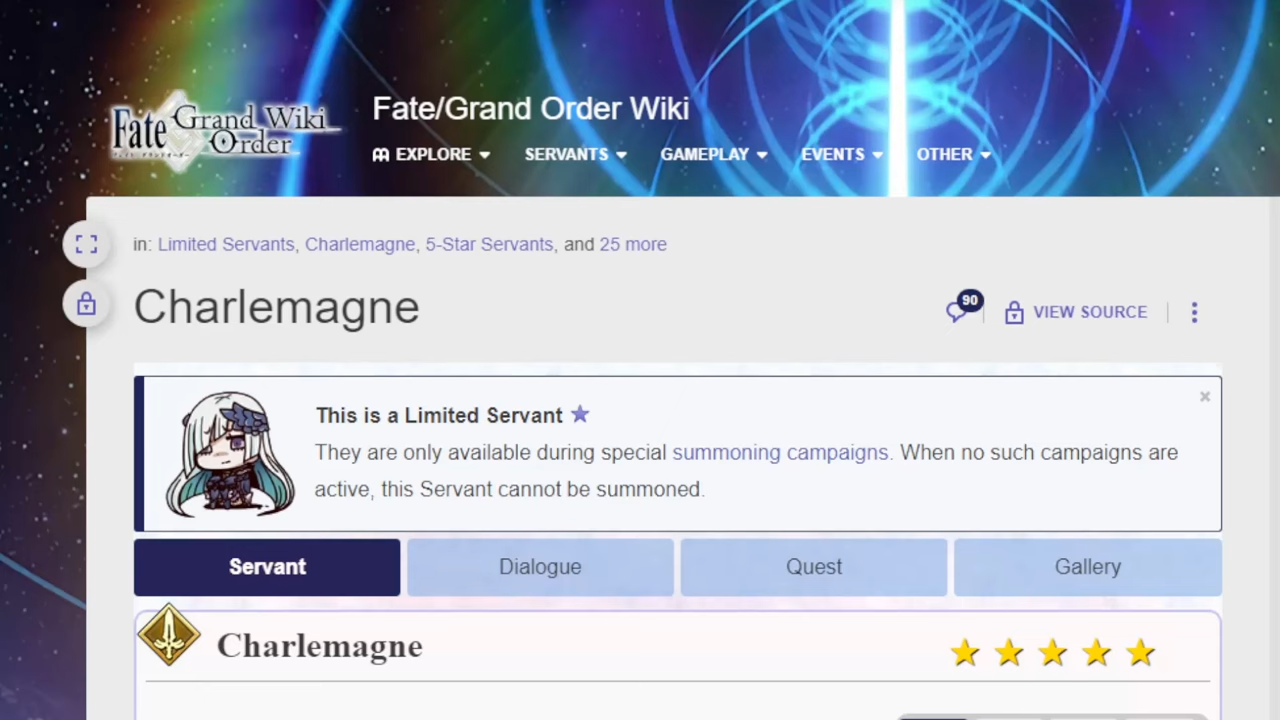 Fate/Grand Order Wiki
Fate Grand Wiki
Order
EXPLORE
SERVANTS
GAMEPLAY
EVENTS
OTHER
in: Limited Servants, Charlemagne, 5-Star Servants, and 25 more
Charlemagne
90
VIEW SOURCE
This is a Limited Servant
They are only available during special summoning campaigns. When no such campaigns are
active, this Servant cannot be summoned.
Servant
Dialogue
Quest
Gallery
Charlemagne